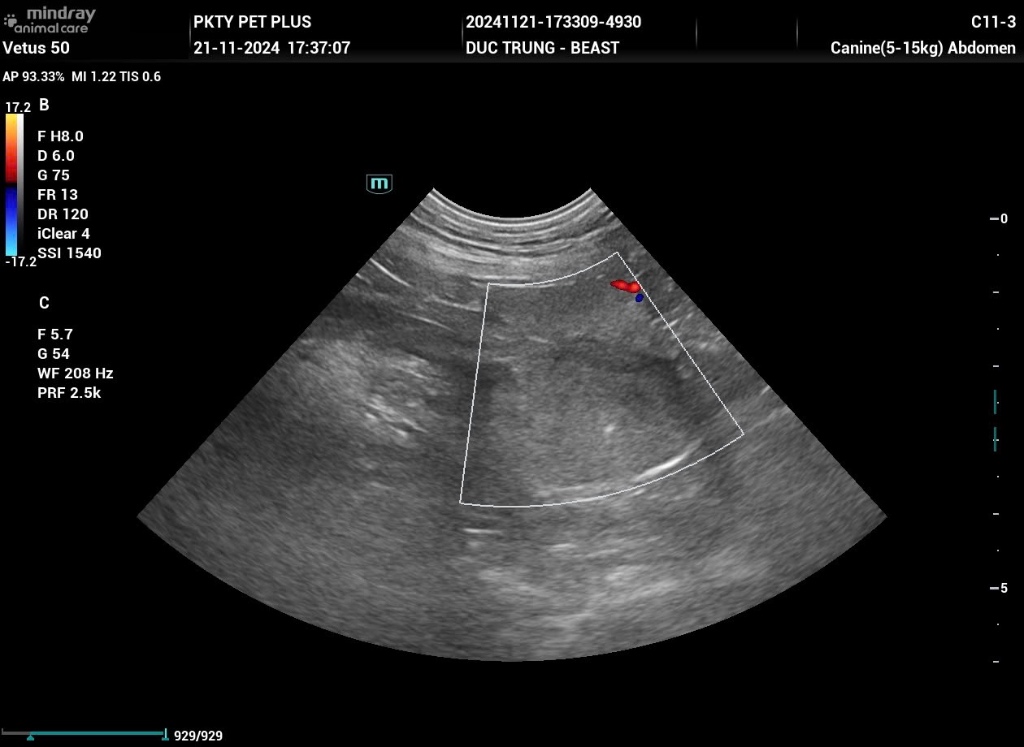 mindray
animal care
Vetus 50
PKTY PET PLUS
21-11-2024 17:37:07
20241121-173309-4930
DUC TRUNG - BEAST
C11-3
Canine(5-15kg) Abdomen
AP 93.33% MI 1.22 TIS 0.6
17.2
B
F H8.0
D 6.0
G 75
FR 13
DR 120
iClear 4
SSI 1540
-17.2
C
F 5.7
G 54
WF 208 Hz
PRF 2.5k
m
0
5
929/929